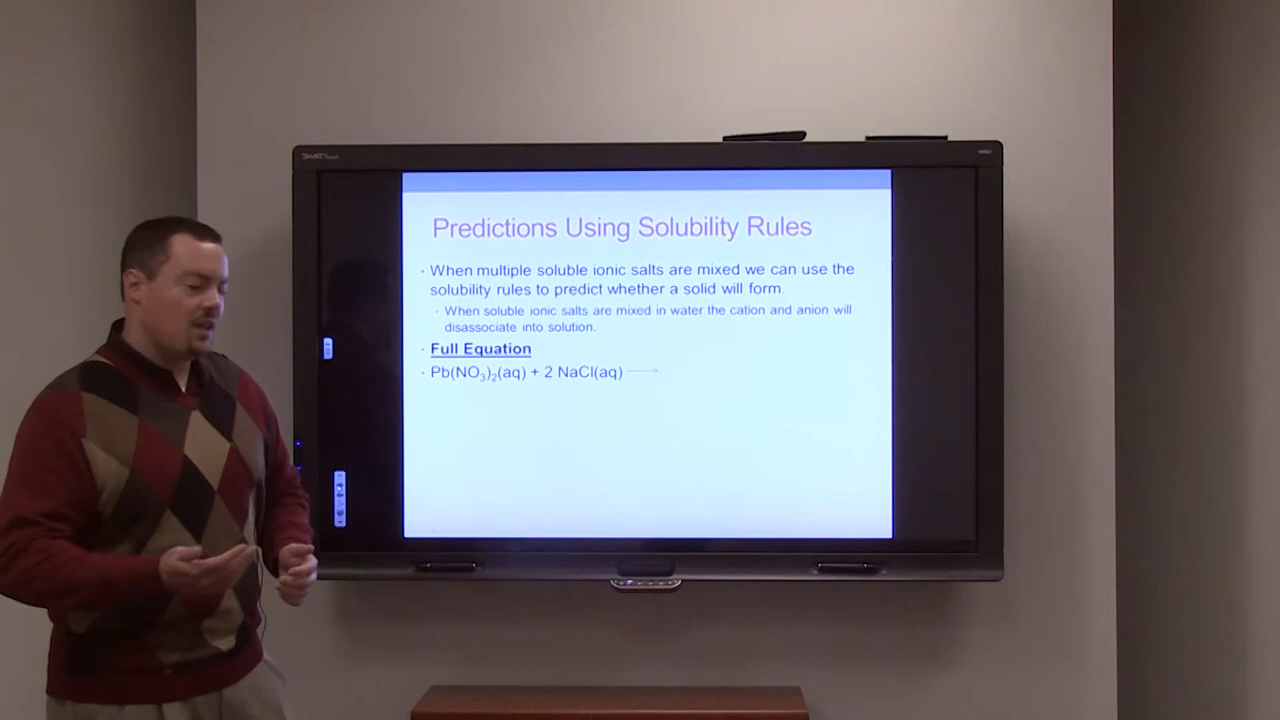 SMART Board
Predictions Using Solubility Rules
• When multiple soluble ionic salts are mixed we can use the
solubility rules to predict whether a solid will form.
• When soluble ionic salts are mixed in water the cation and anion will
disassociate into solution.
• Full Equation
• Pb(NO₃)₂(aq) + 2 NaCl(aq) ⟶